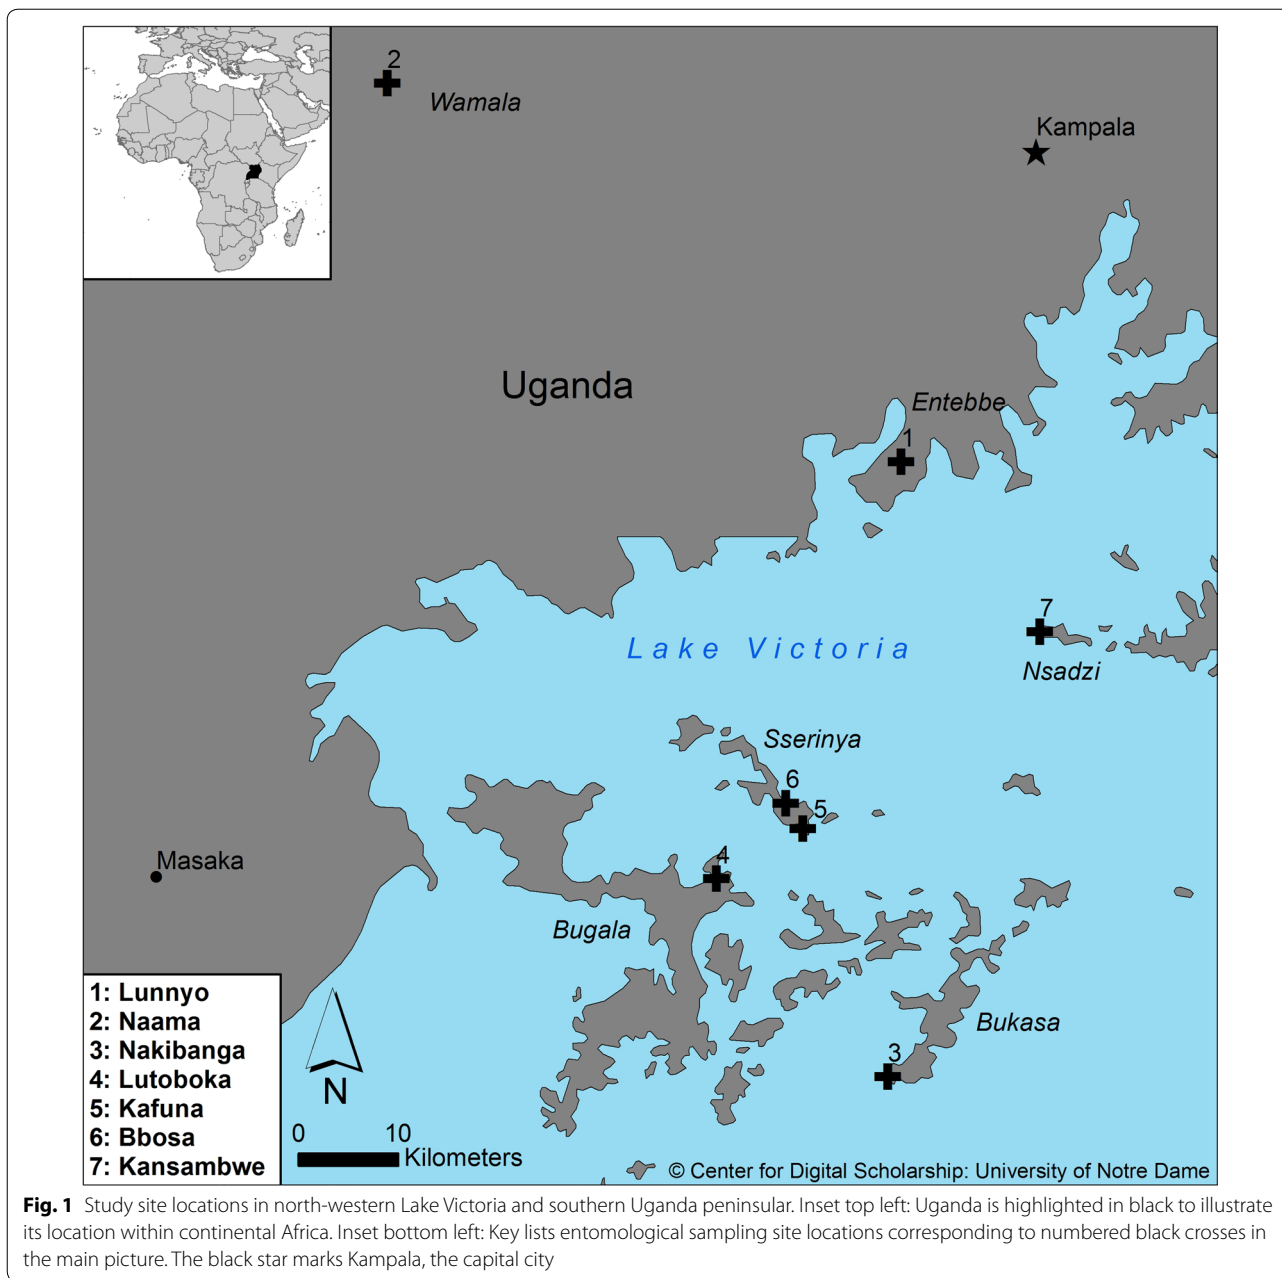 2
Wamala
Kampala
Uganda
Entebbe
1
7
Lake Victoria
Nsadzi
Sserinya
6
5
4
Masaka
Bugala
Bukasa
3
1: Lunnyo
2: Naama
3: Nakibanga
4: Lutoboka
5: Kafuna
6: Bbosa
7: Kansambwe
N
0 10
Kilometers
© Center for Digital Scholarship: University of Notre Dame
Fig. 1 Study site locations in north-western Lake Victoria and southern Uganda peninsular. Inset top left: Uganda is highlighted in black to illustrate
its location within continental Africa. Inset bottom left: Key lists entomological sampling site locations corresponding to numbered black crosses in
the main picture. The black star marks Kampala, the capital city